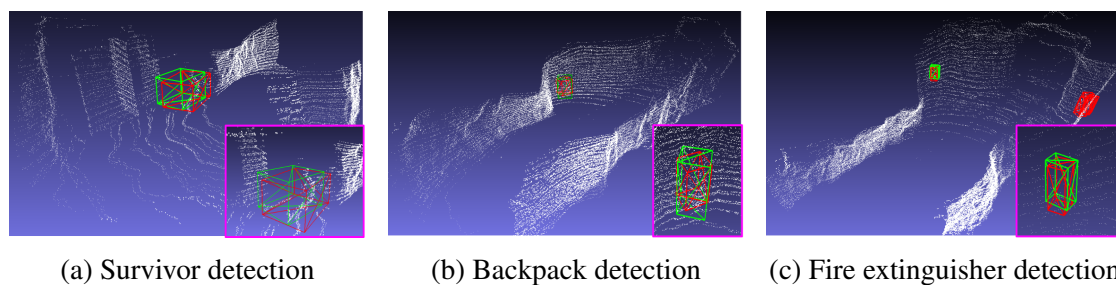 (a) Survivor detection
(b) Backpack detection
(c) Fire extinguisher detection